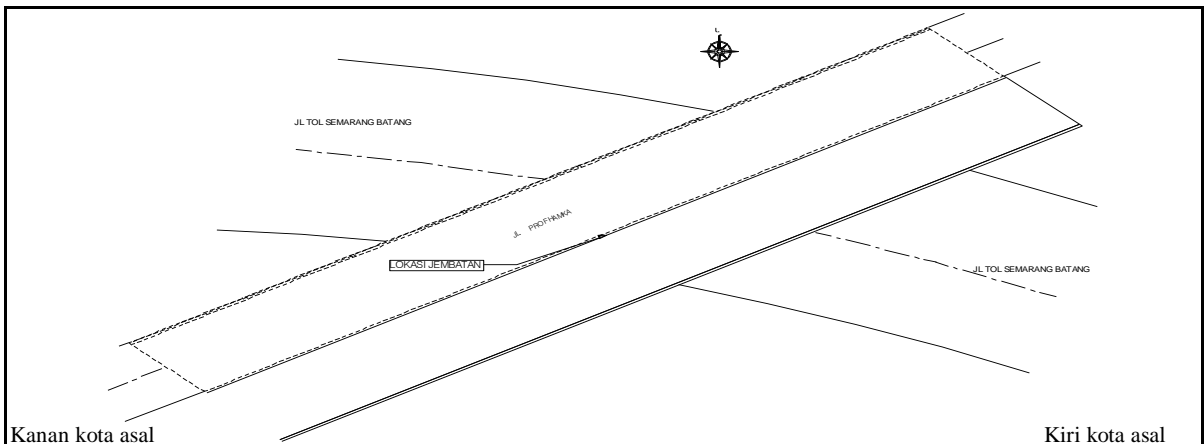 JL TOL SEMARANG BATANG
JL PROF HAMKA
LOKASI JEMBATAN
JL TOL SEMARANG BATANG
Kanan kota asal
Kiri kota asal